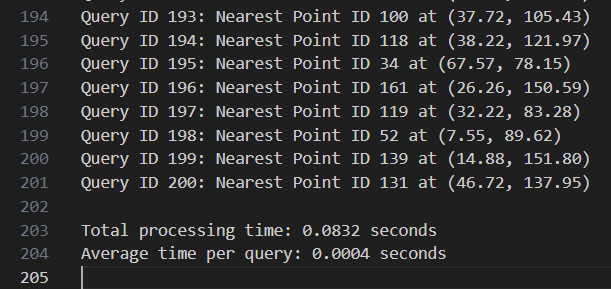 194 Query ID 193: Nearest Point ID 100 at (37.72, 105.43)
195 Query ID 194: Nearest Point ID 118 at (38.22, 121.97)
196 Query ID 195: Nearest Point ID 34 at (67.57, 78.15)
197 Query ID 196: Nearest Point ID 161 at (26.26, 150.59)
198 Query ID 197: Nearest Point ID 119 at (32.22, 83.28)
199 Query ID 198: Nearest Point ID 52 at (7.55, 89.62)
200 Query ID 199: Nearest Point ID 139 at (14.88, 151.80)
201 Query ID 200: Nearest Point ID 131 at (46.72, 137.95)
202
203 Total processing time: 0.0832 seconds
204 Average time per query: 0.0004 seconds
205